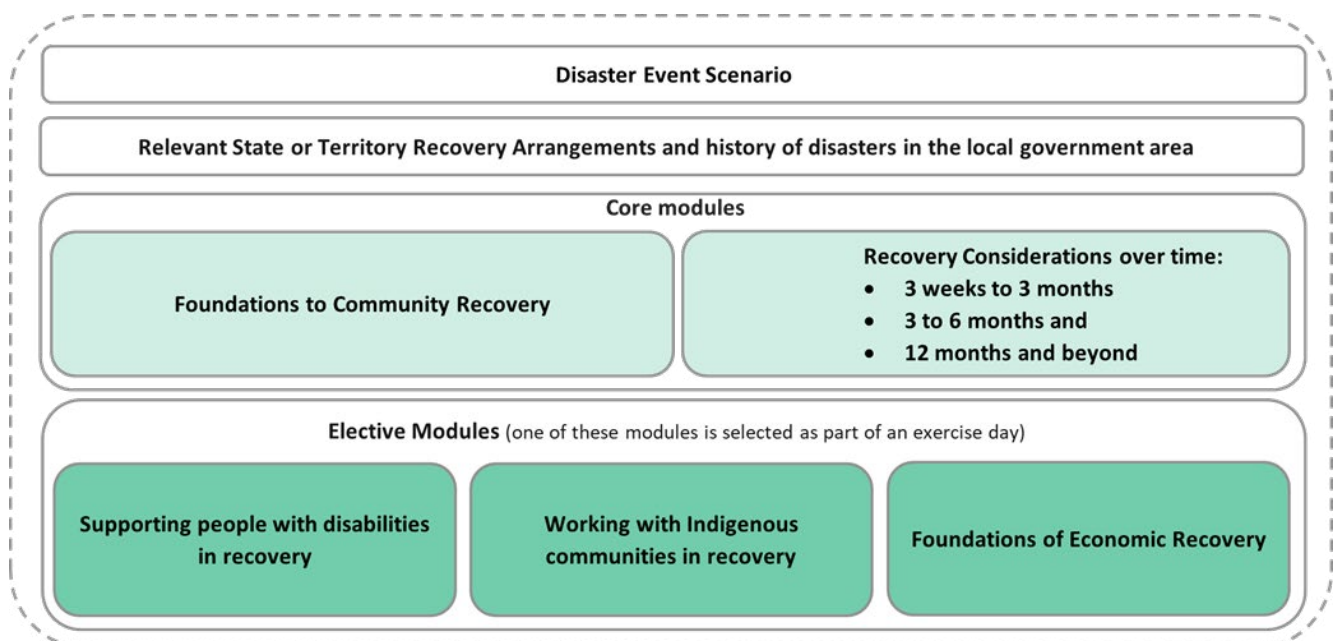 Disaster Event Scenario
Relevant State or Territory Recovery Arrangements and history of disasters in the local government area
Core modules
Foundations to Community Recovery
Recovery Considerations over time:
• 3 weeks to 3 months
• 3 to 6 months and
• 12 months and beyond
Elective Modules (one of these modules is selected as part of an exercise day)
Supporting people with disabilities
in recovery
Working with Indigenous
communities in recovery
Foundations of Economic Recovery